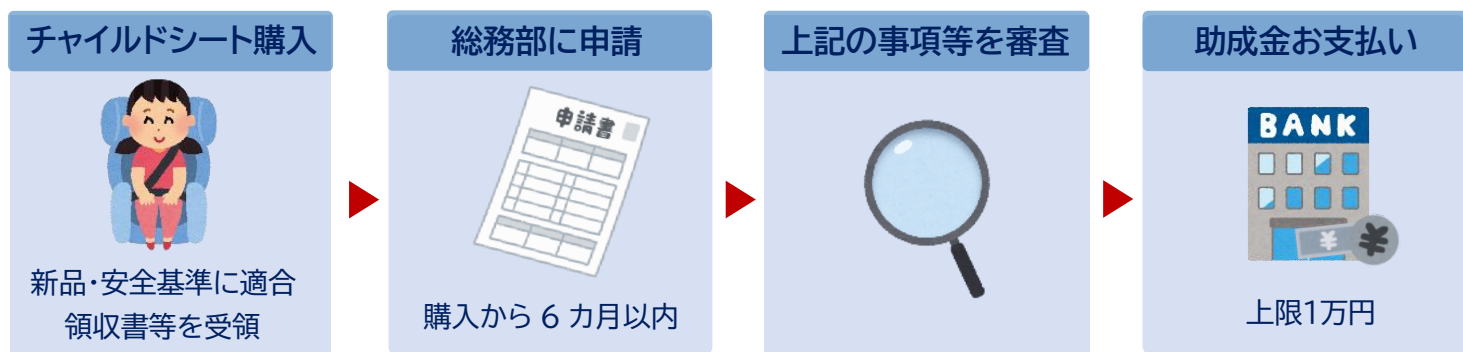 チャイルドシート購入
新品・安全基準に適合
領収書等を受領
総務部に申請
申請書
購入から 6 カ月以内
上記の事項等を審査
助成金お支払い
BANK
¥
¥
上限1万円